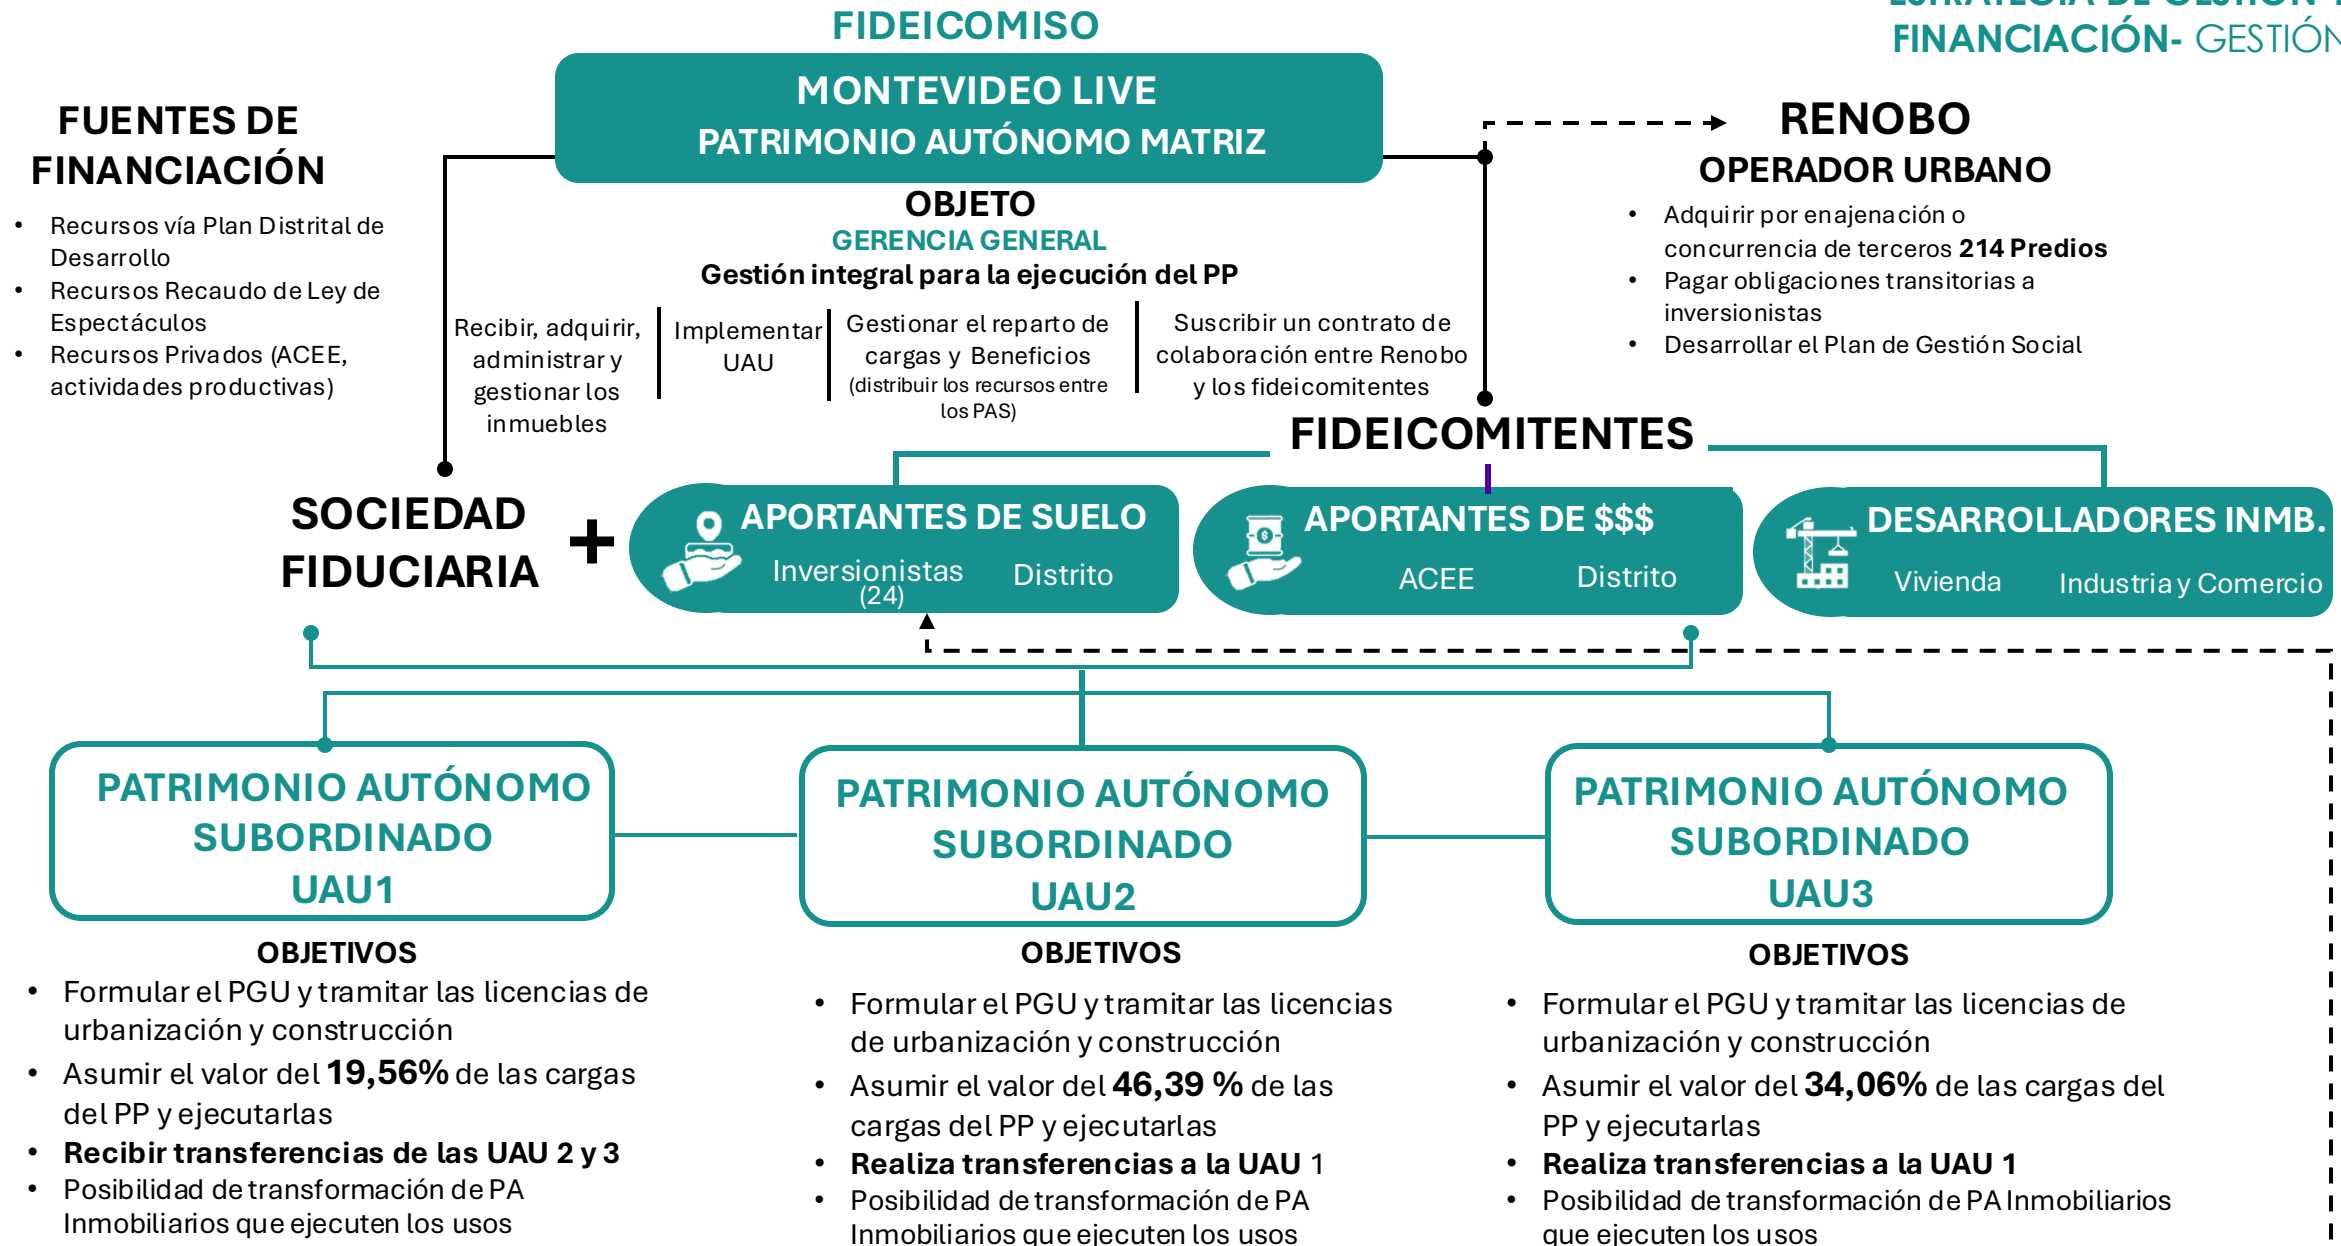 FINANCIACIÓN- GESTIÓN
FIDEICOMISO
MONTEVIDEO LIVE
PATRIMONIO AUTÓNOMO MATRIZ
FUENTES DE
FINANCIACIÓN
• Recursos vía Plan Distrital de
Desarrollo
• Recursos Recaudo de Ley de
Espectáculos
• Recursos Privados (ACEE,
actividades productivas)
OBJETO
GERENCIA GENERAL
Gestión integral para la ejecución del PP
Recibir, adquirir,
administrar y
gestionar los
inmuebles
Implementar
UAU
Gestionar el reparto de
cargas y Beneficios
(distribuir los recursos entre
los PAS)
Suscribir un contrato de
colaboración entre Renobo
y los fideicomitentes
RENOBO
OPERADOR URBANO
• Adquirir por enajenación o
concurrencia de terceros 214 Predios
• Pagar obligaciones transitorias a
inversionistas
• Desarrollar el Plan de Gestión Social
FIDEICOMITENTES
SOCIEDAD
FIDUCIARIA
+
APORTANTES DE SUELO
Inversionistas
(24)
Distrito
APORTANTES DE $$$
ACEE
Distrito
DESARROLLADORES INMB.
Vivienda
Industria y Comercio
PATRIMONIO AUTÓNOMO
SUBORDINADO
UAU1
OBJETIVOS
• Formular el PGU y tramitar las licencias de
urbanización y construcción
• Asumir el valor del 19,56% de las cargas
del PP y ejecutarlas
• Recibir transferencias de las UAU 2 y 3
• Posibilidad de transformación de PA
Inmobiliarios que ejecuten los usos
PATRIMONIO AUTÓNOMO
SUBORDINADO
UAU2
OBJETIVOS
• Formular el PGU y tramitar las licencias
de urbanización y construcción
• Asumir el valor del 46,39 % de las
cargas del PP y ejecutarlas
• Realiza transferencias a la UAU 1
• Posibilidad de transformación de PA
Inmobiliarios que ejecuten los usos
PATRIMONIO AUTÓNOMO
SUBORDINADO
UAU3
OBJETIVOS
• Formular el PGU y tramitar las licencias de
urbanización y construcción
• Asumir el valor del 34,06% de las cargas del
PP y ejecutarlas
• Realiza transferencias a la UAU 1
• Posibilidad de transformación de PA Inmobiliarios
que ejecuten los usos